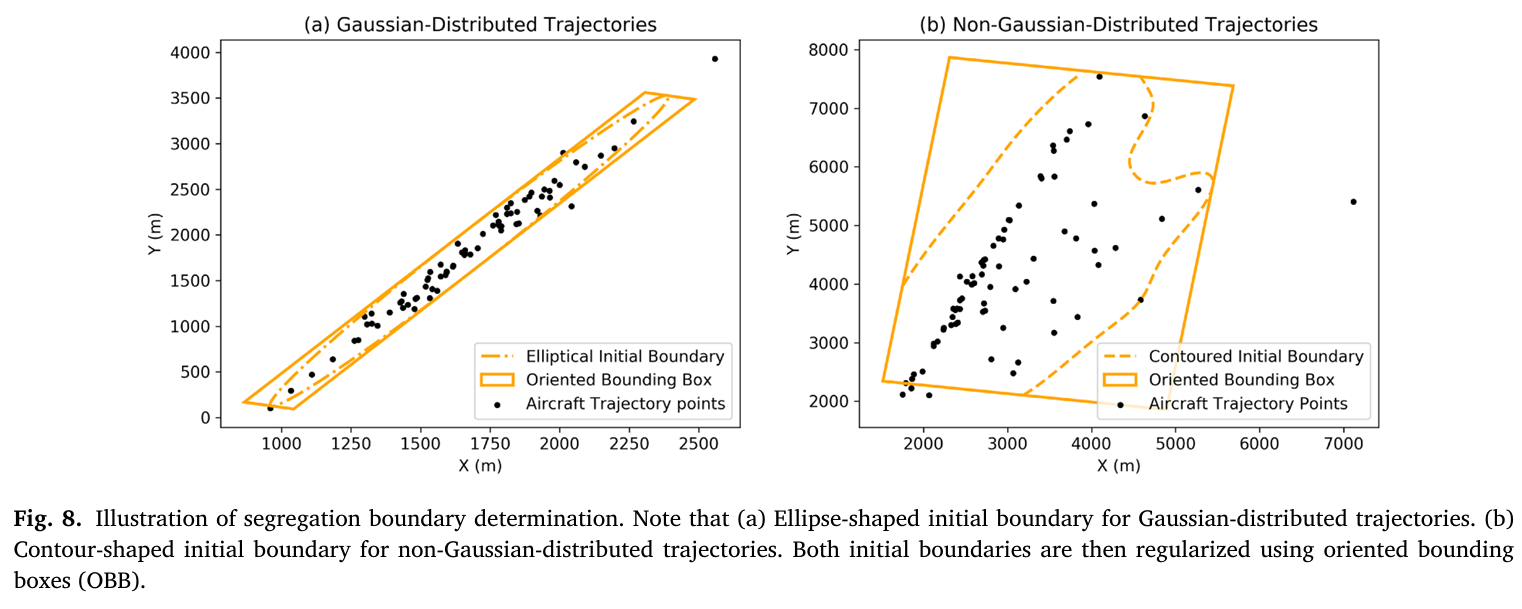 (a) Gaussian-Distributed Trajectories
4000
3500
3000
2500
2000
1500
1000
500
0
Y (m)
1000
1250
1500
1750
2000
2250
2500
X (m)
Elliptical Initial Boundary
Oriented Bounding Box
Aircraft Trajectory points
(b) Non-Gaussian-Distributed Trajectories
8000
7000
6000
5000
4000
3000
2000
Y (m)
2000
3000
4000
5000
6000
7000
X (m)
Contoured Initial Boundary
Oriented Bounding Box
Aircraft Trajectory Points
Fig. 8. Illustration of segregation boundary determination. Note that (a) Ellipse-shaped initial boundary for Gaussian-distributed trajectories. (b)
Contour-shaped initial boundary for non-Gaussian-distributed trajectories. Both initial boundaries are then regularized using oriented bounding
boxes (OBB).